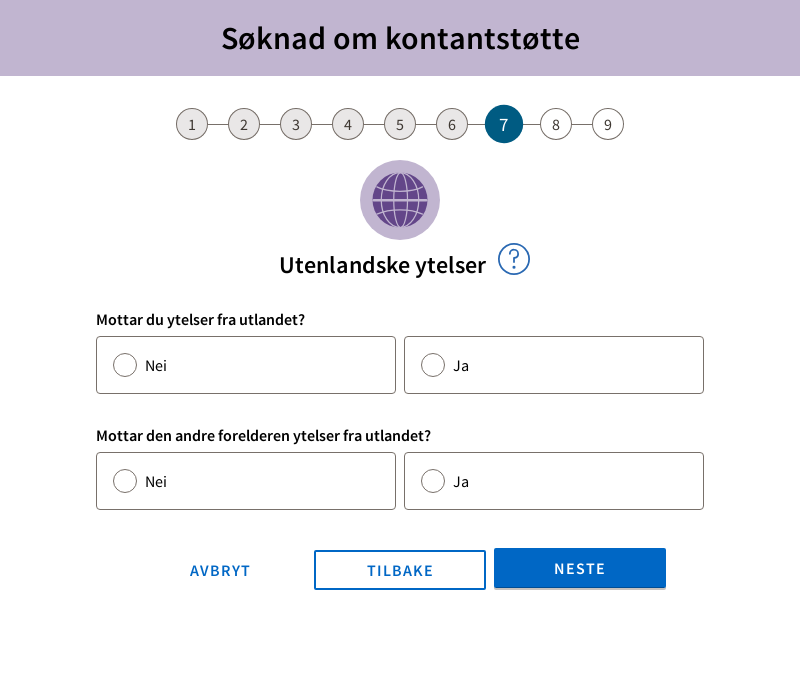 Søknad om kontantstøtte
1 2 3 4 5 6 7 8 9
Utenlandske ytelser ?
Mottar du ytelser fra utlandet?
Nei Ja
Mottar den andre forelderen ytelser fra utlandet?
Nei Ja
AVBRYT TILBAKE NESTE